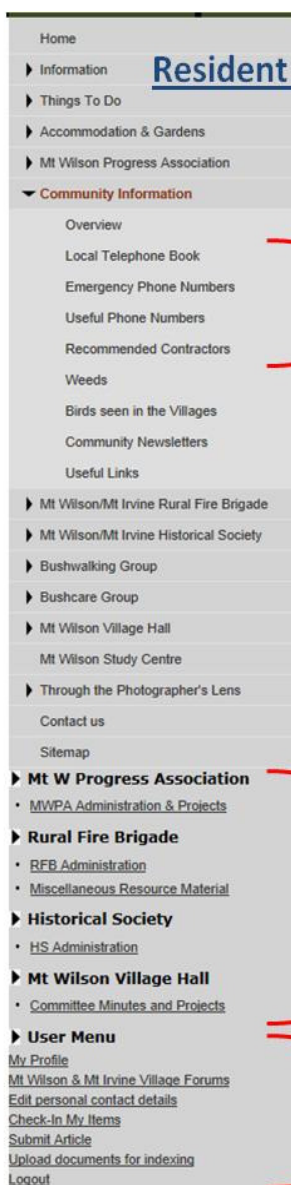 Home
Information
Resident
Things To Do
Accommodation & Gardens
Mt Wilson Progress Association
Community Information
Overview
Local Telephone Book
Emergency Phone Numbers
Useful Phone Numbers
Recommended Contractors
Weeds
Birds seen in the Villages
Community Newsletters
Useful Links
Mt Wilson/Mt Irvine Rural Fire Brigade
Mt Wilson/Mt Irvine Historical Society
Bushwalking Group
Bushcare Group
Mt Wilson Village Hall
Mt Wilson Study Centre
Through the Photographer's Lens
Contact us
Sitemap
Mt W Progress Association
• MWPA Administration & Projects
Rural Fire Brigade
• RFB Administration
• Miscellaneous Resource Material
Historical Society
• HS Administration
Mt Wilson Village Hall
• Committee Minutes and Projects
User Menu
My Profile
Mt Wilson & Mt Irvine Village Forums
Edit personal contact details
Check-In My Items
Submit Article
Upload documents for indexing
Logout